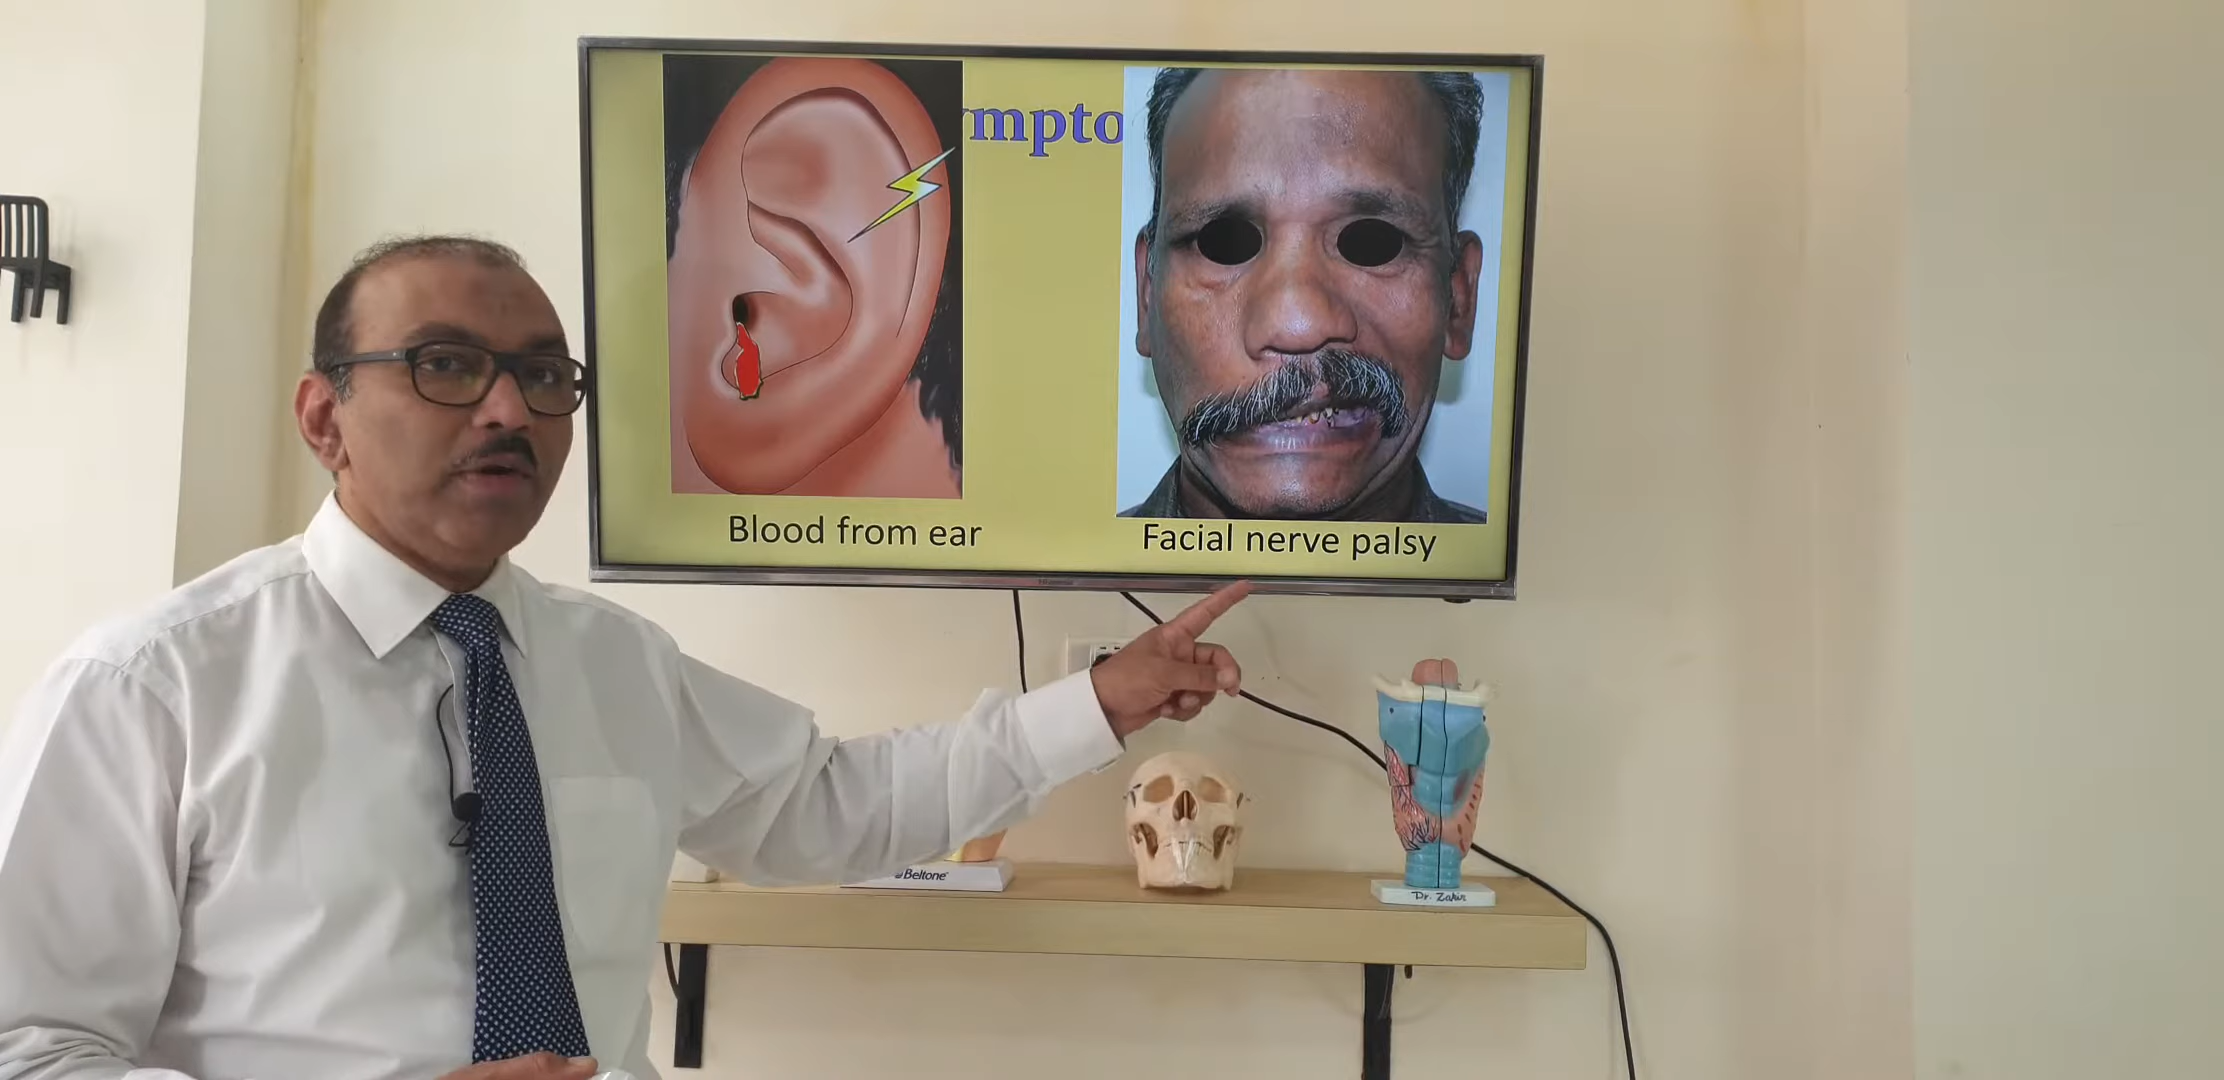 mpto
Blood from ear
Facial nerve palsy
Beltone
Dr. Zakir